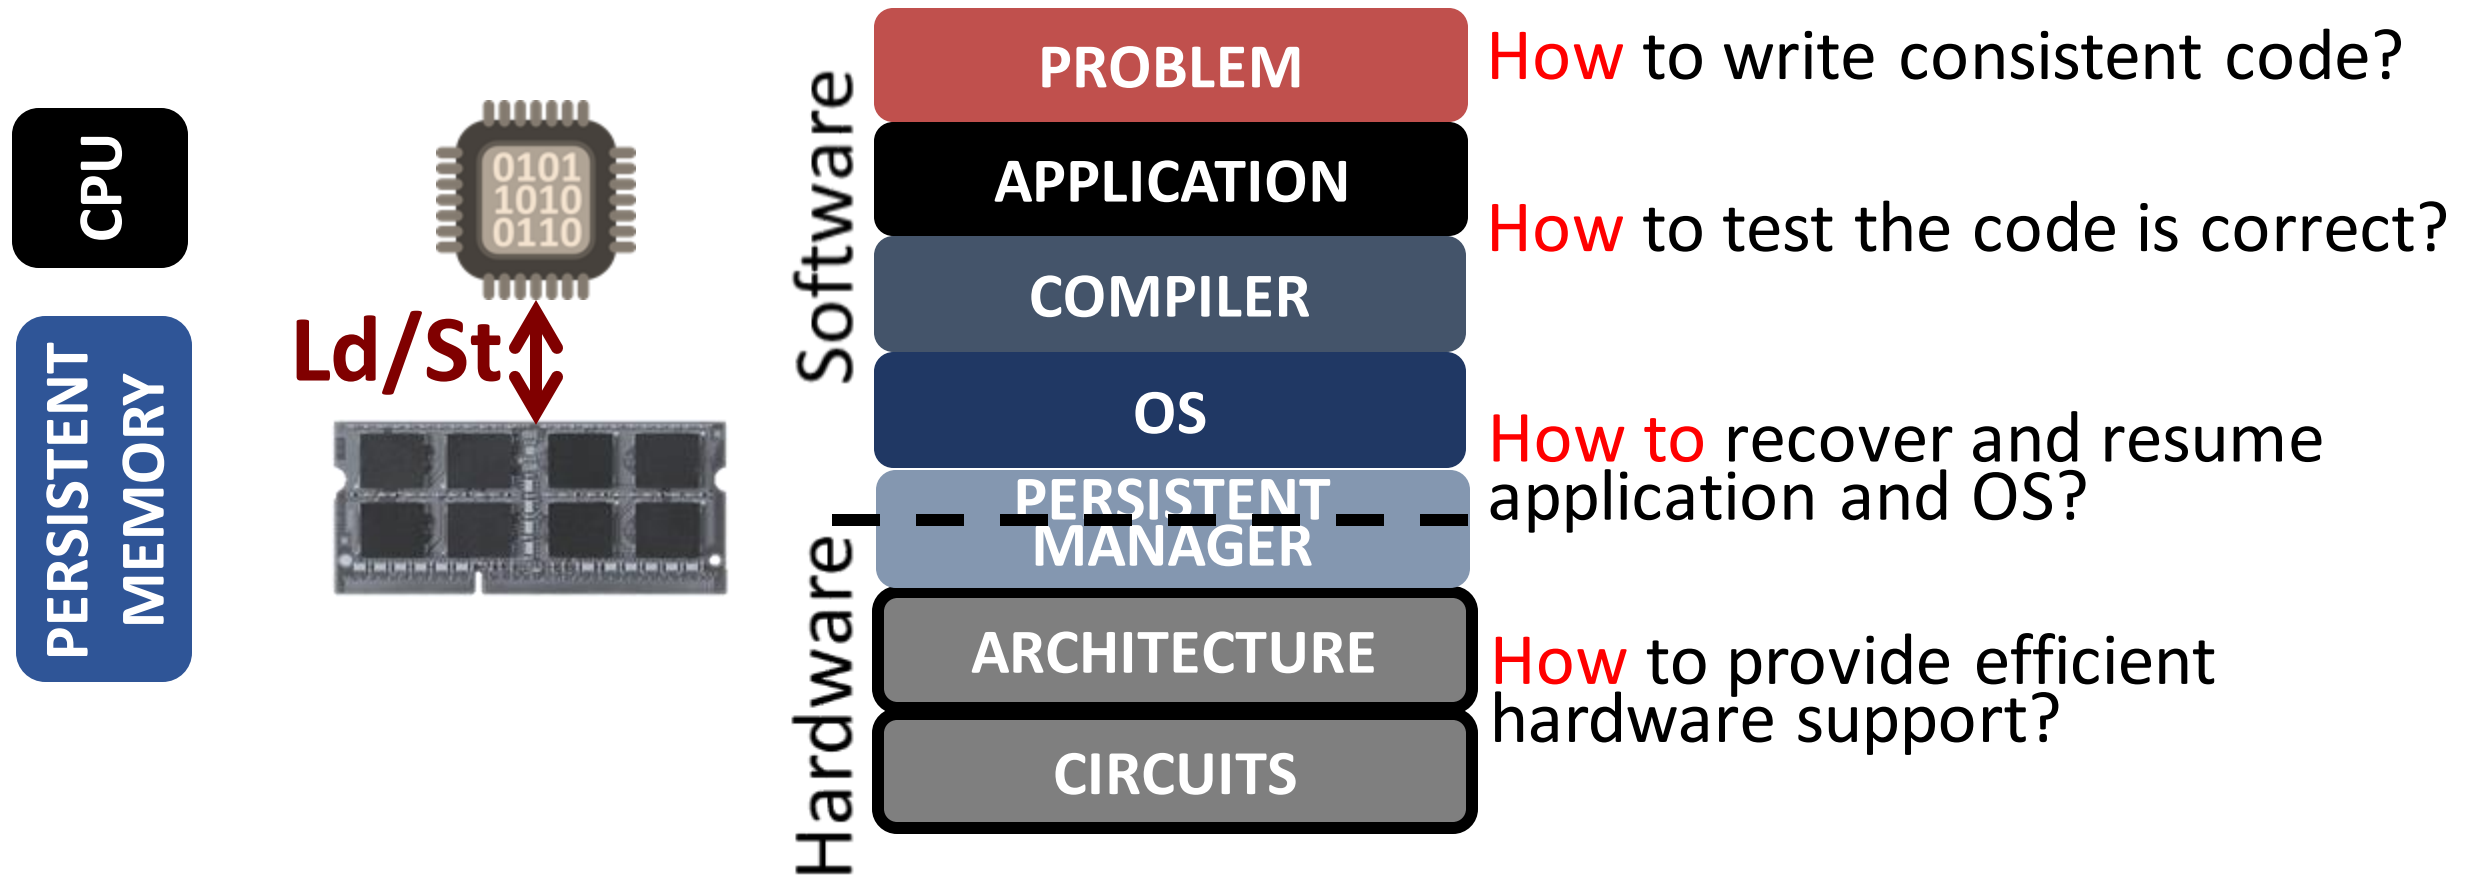 CPU
PERSISTENT
MEMORY
0101
1010
0110
Ld/St
Software
Hardware
PROBLEM
APPLICATION
COMPILER
OS
PERSISTENT
MANAGER
ARCHITECTURE
CIRCUITS
How to write consistent code?
How to test the code is correct?
How to recover and resume
application and OS?
How to provide efficient
hardware support?